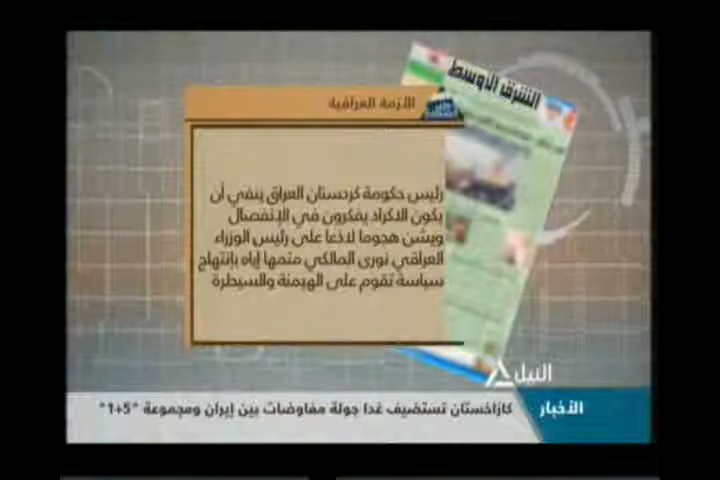 الشرق الأوسط
الأزمة العراقية
رئيس حكومة كردستان العراق ينفي أن
يكون الاكراد يفكرون في الإنفصال
ويشن هجوما لاذعا على رئيس الوزراء
العراقي نورى المالكي متهما إياه بإنتهاج
سياسة تقوم على الهيمنة والسيطرة
النيل
الأخبار
كازاخستان تستضيف غدا جولة مفاوضات بين إيران ومجموعة "5+1"